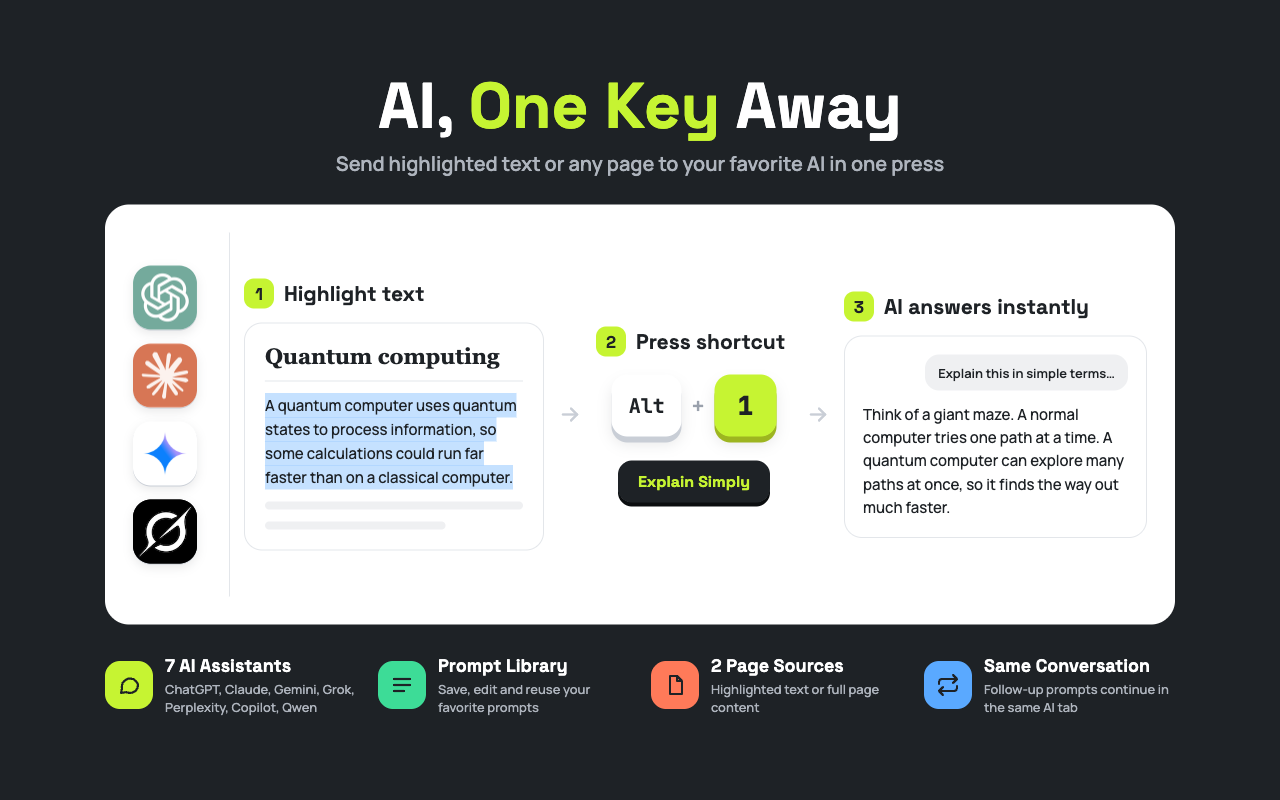 AI, One Key Away
Send highlighted text or any page to your favorite AI in one press
1 Highlight text
Quantum computing
A quantum computer uses quantum
states to process information, so
some calculations could run far
faster than on a classical computer.
2 Press shortcut
Alt + 1
Explain Simply
3 AI answers instantly
Explain this in simple terms...
Think of a giant maze. A normal
computer tries one path at a time. A
quantum computer can explore many
paths at once, so it finds the way out
much faster.
7 AI Assistants
ChatGPT, Claude, Gemini, Grok,
Perplexity, Copilot, Qwen
Prompt Library
Save, edit and reuse your
favorite prompts
2 Page Sources
Highlighted text or full page
content
Same Conversation
Follow-up prompts continue in
the same AI tab